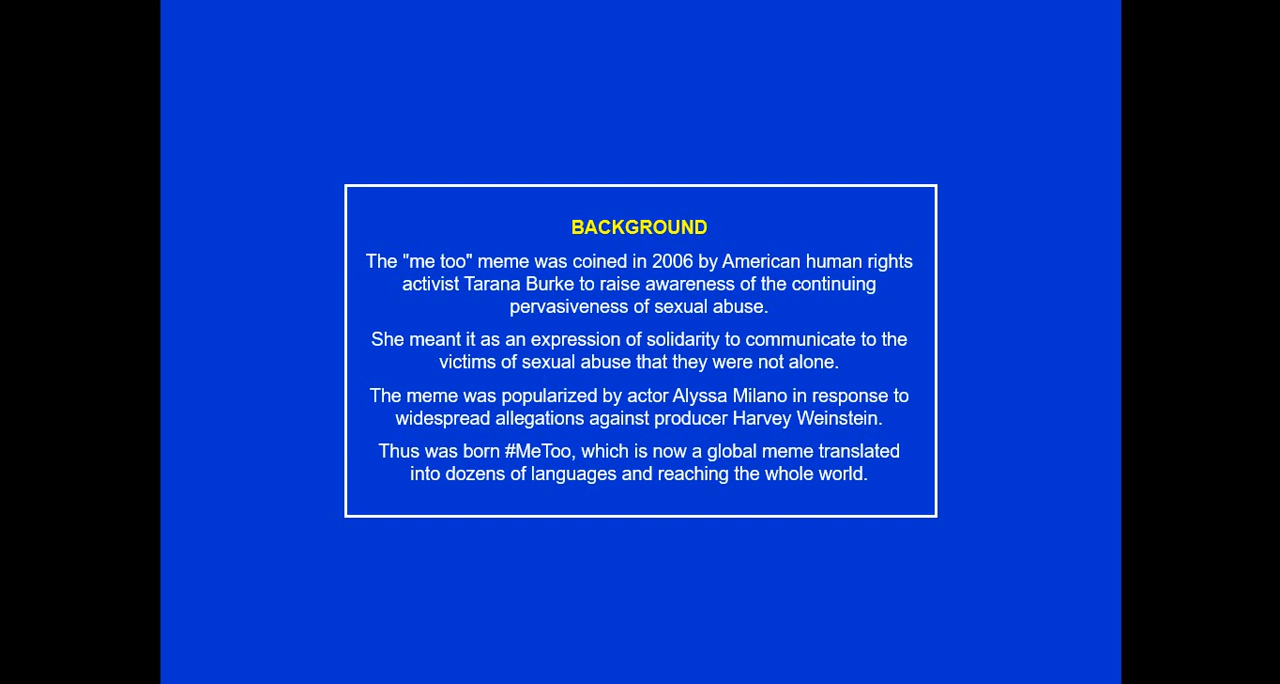 BACKGROUND
The "me too" meme was coined in 2006 by American human rights
activist Tarana Burke to raise awareness of the continuing
pervasiveness of sexual abuse.
She meant it as an expression of solidarity to communicate to the
victims of sexual abuse that they were not alone.
The meme was popularized by actor Alyssa Milano in response to
widespread allegations against producer Harvey Weinstein.
Thus was born #MeToo, which is now a global meme translated
into dozens of languages and reaching the whole world.